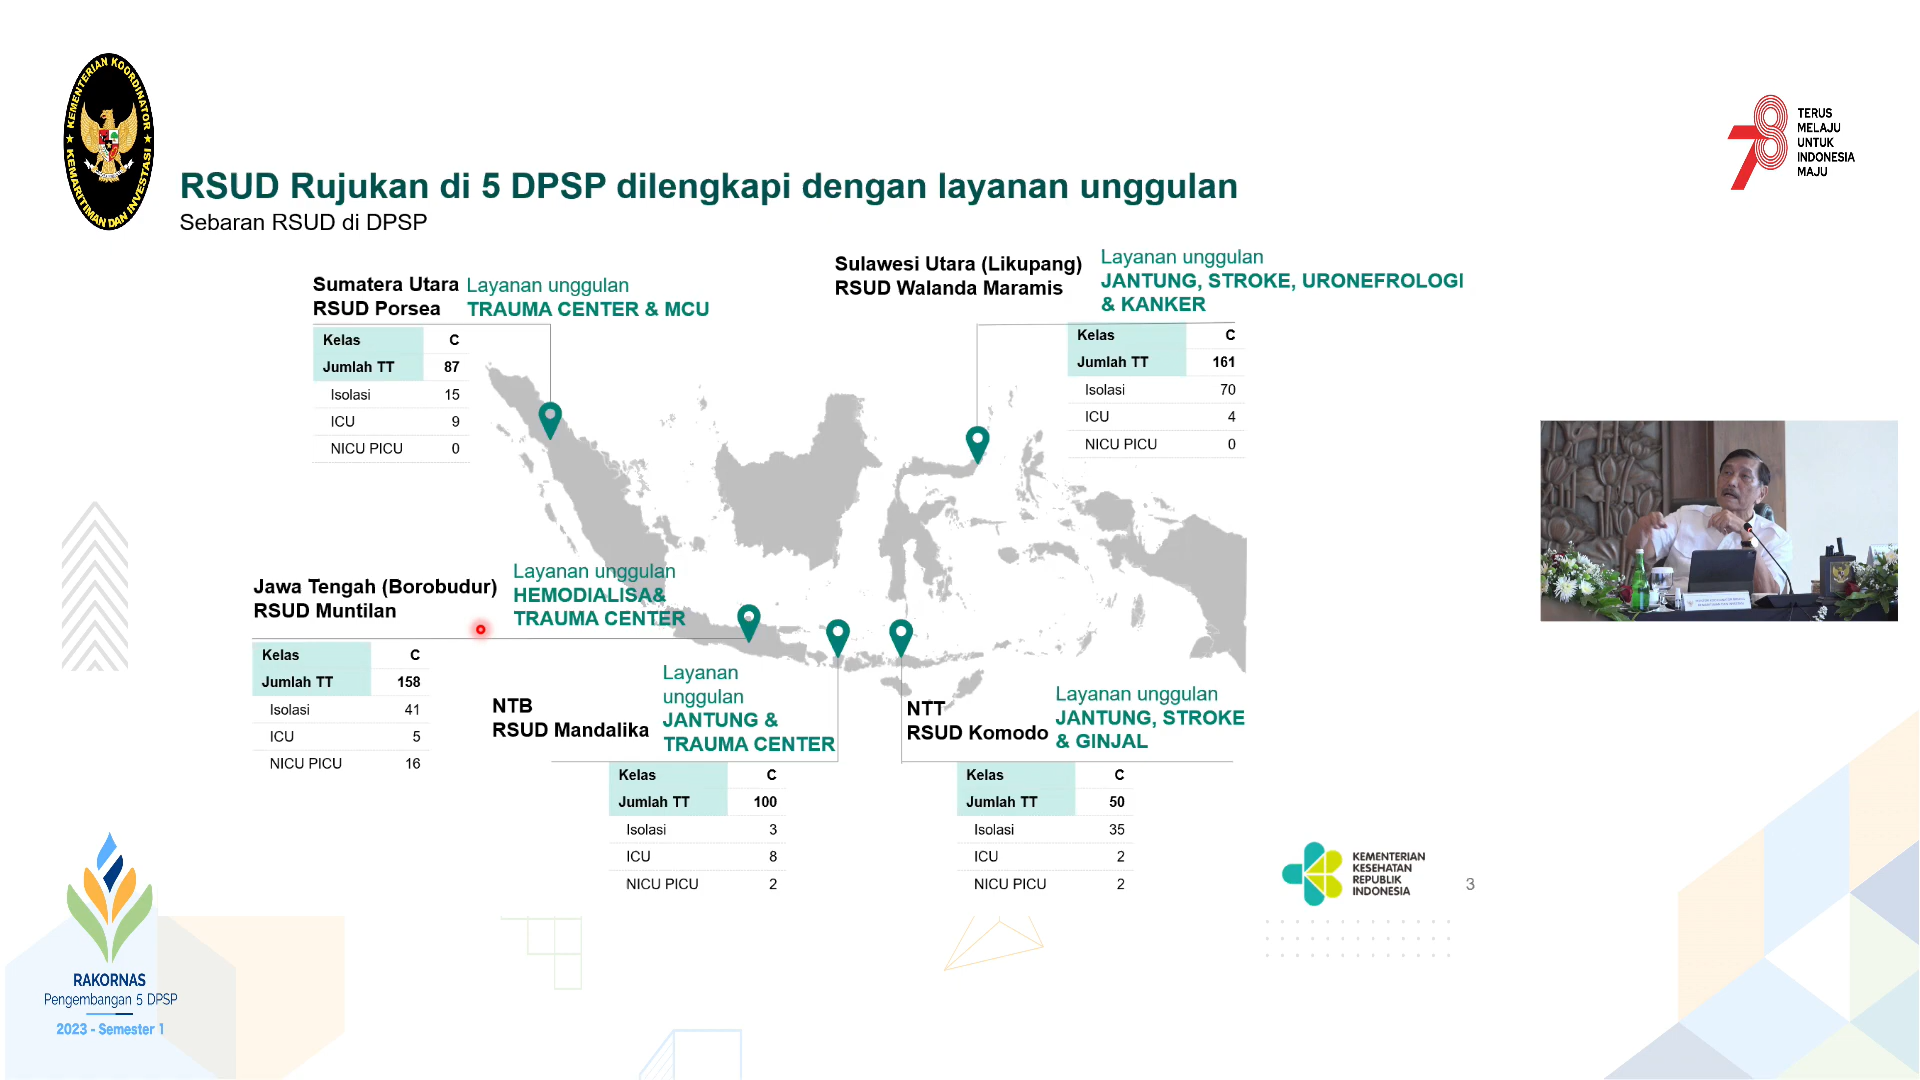 KEMENTERIAN KOORDINATOR
KEMARITIMAN DAN INVESTASI
78
TERUS
MELAJU
UNTUK
INDONESIA
MAJU
RSUD Rujukan di 5 DPSP dilengkapi dengan layanan unggulan
Sebaran RSUD di DPSP
Sumatera Utara
RSUD Porsea
Layanan unggulan
TRAUMA CENTER & MCU
Kelas C
Jumlah TT 87
Isolasi 15
ICU 9
NICU PICU 0
Sulawesi Utara (Likupang)
RSUD Walanda Maramis
Layanan unggulan
JANTUNG, STROKE, URONEFROLOGI
& KANKER
Kelas C
Jumlah TT 161
Isolasi 70
ICU 4
NICU PICU 0
Jawa Tengah (Borobudur)
RSUD Muntilan
Layanan unggulan
HEMODIALISA&
TRAUMA CENTER
Kelas C
Jumlah TT 158
Isolasi 41
ICU 5
NICU PICU 16
NTB
RSUD Mandalika
Layanan
unggulan
JANTUNG &
TRAUMA CENTER
Kelas C
Jumlah TT 100
Isolasi 3
ICU 8
NICU PICU 2
NTT
RSUD Komodo
Layanan unggulan
JANTUNG, STROKE
& GINJAL
Kelas C
Jumlah TT 50
Isolasi 35
ICU 2
NICU PICU 2
KEMENTERIAN
KESEHATAN
REPUBLIK
INDONESIA
3
RAKORNAS
Pengembangan 5 DPSP
2023 - Semester 1